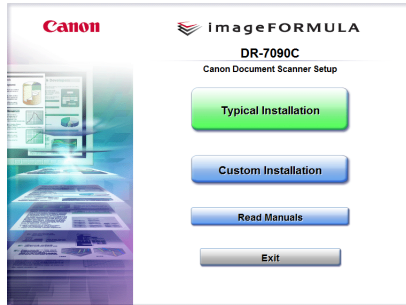 Canon
imageFORMULA
DR-7090C
Canon Document Scanner Setup
Typical Installation
Custom Installation
Read Manuals
Exit